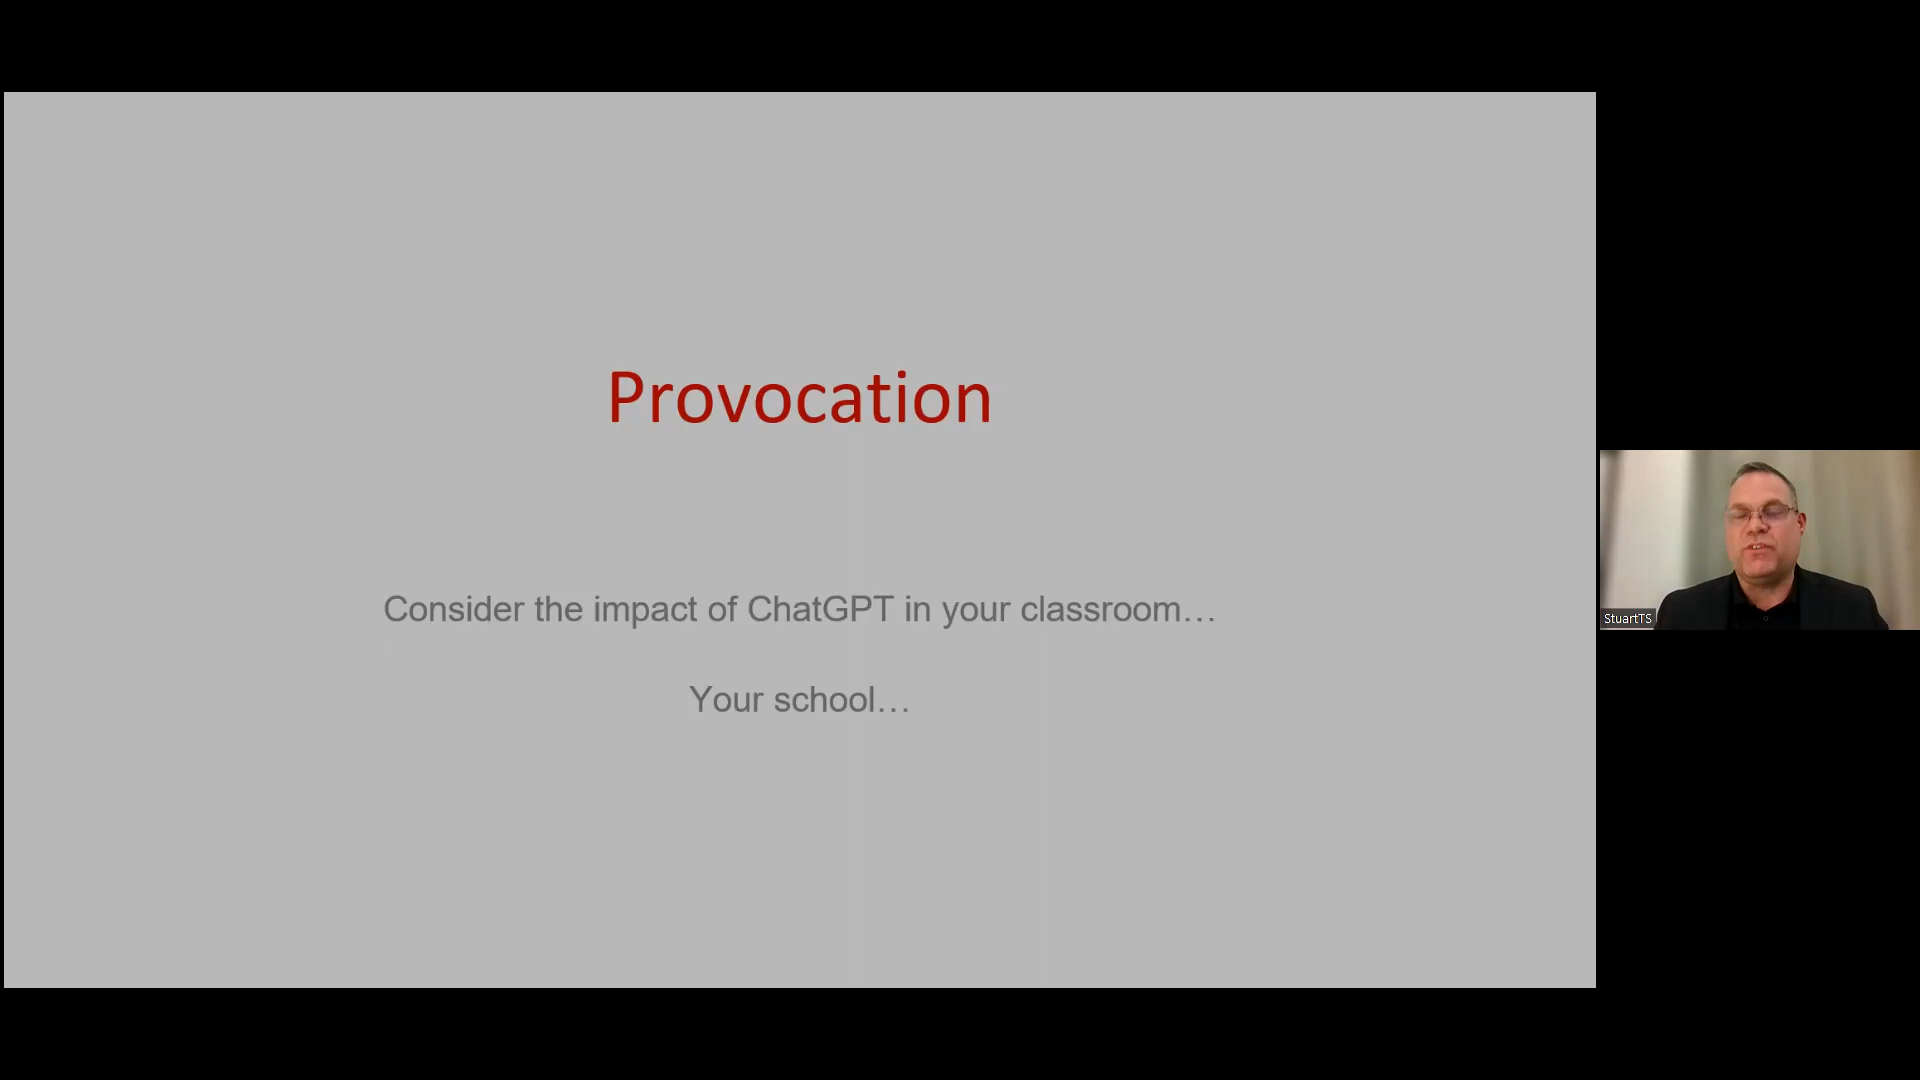 Provocation
Consider the impact of ChatGPT in your classroom…
Your school…
StuartTS